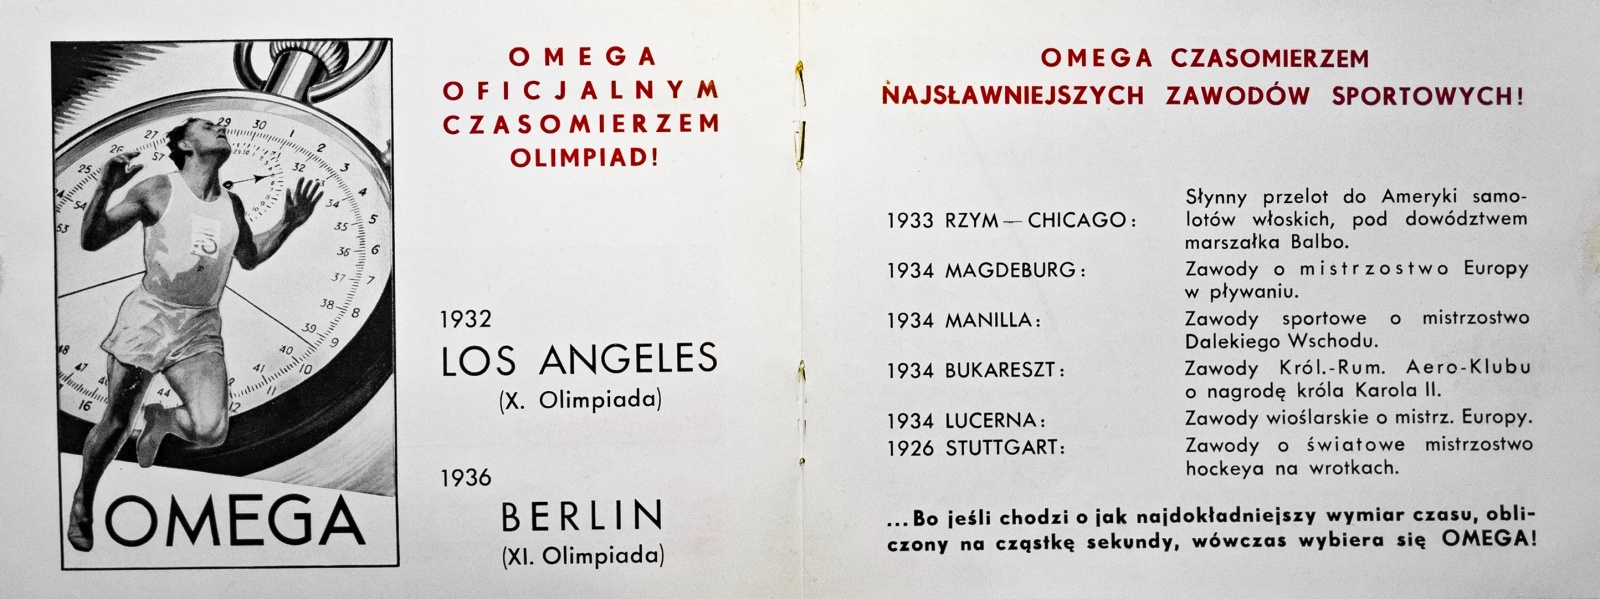 OMEGA
OMEGA
OFICJALNYM
CZASOMIERZEM
OLIMPIAD!
1932
LOS ANGELES
(X. Olimpiada)
1936
BERLIN
(XI. Olimpiada)
OMEGA CZASOMIERZEM
NAJSŁAWNIEJSZYCH ZAWODÓW SPORTOWYCH!
1933 RZYM — CHICAGO: Słynny przelot do Ameryki samo-
lotów włoskich, pod dowództwem
marszałka Balbo.
1934 MAGDEBURG: Zawody o mistrzostwo Europy
w pływaniu.
1934 MANILLA: Zawody sportowe o mistrzostwo
Dalekiego Wschodu.
1934 BUKARESZT: Zawody Król.-Rum. Aero-Klubu
o nagrodę króla Karola II.
1934 LUCERNA: Zawody wioślarskie o mistrz. Europy.
1926 STUTTGART: Zawody o światowe mistrzostwo
hockeya na wrotkach.
...Bo jeśli chodzi o jak najdokładniejszy wymiar czasu, obli-
czony na cząstkę sekundy, wówczas wybiera się OMEGA!